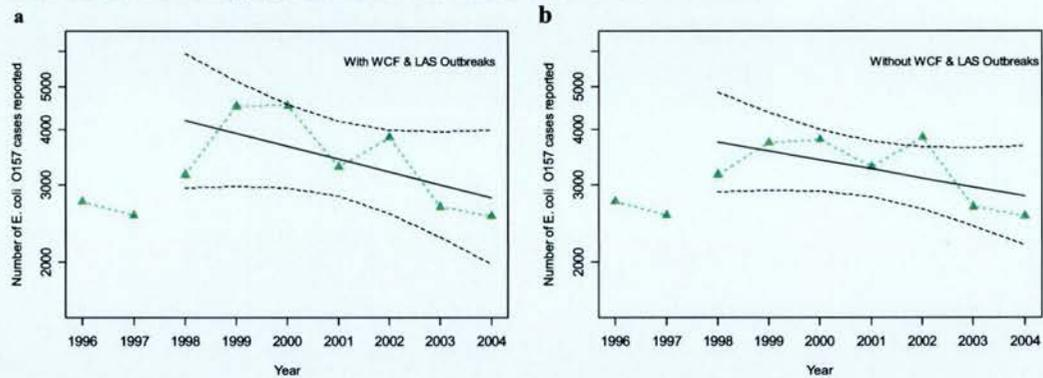 a
With WCF & LAS Outbreaks
Number of E. coli O157 cases reported
5000
4000
3000
2000
1996 1997 1998 1999 2000 2001 2002 2003 2004
Year
b
Without WCF & LAS Outbreaks
Number of E. coli O157 cases reported
5000
4000
3000
2000
1996 1997 1998 1999 2000 2001 2002 2003 2004
Year